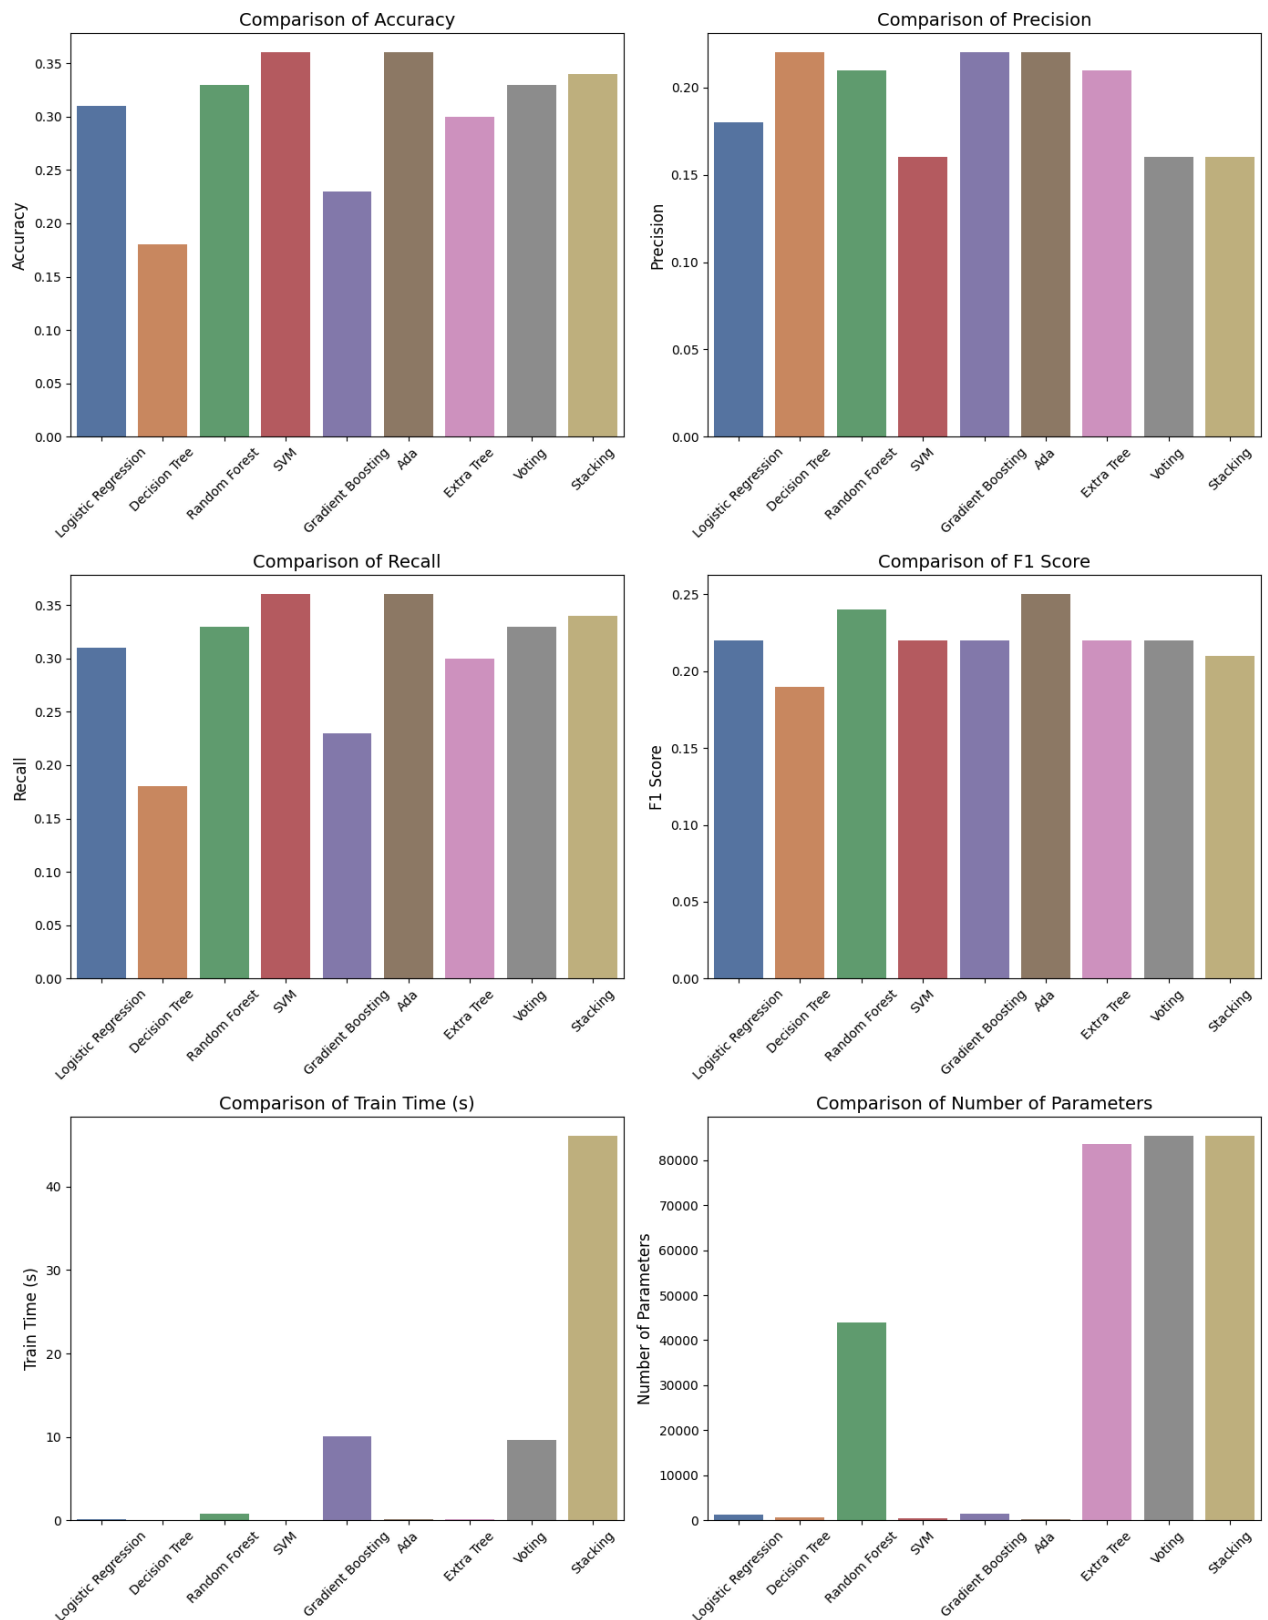 Comparison of Accuracy
Accuracy
0.35
0.30
0.25
0.20
0.15
0.10
0.05
0.00
Logistic Regression
Decision Tree
Random Forest
SVM
Gradient Boosting
Ada
Extra Tree
Voting
Stacking
Comparison of Precision
Precision
0.20
0.15
0.10
0.05
0.00
Logistic Regression
Decision Tree
Random Forest
SVM
Gradient Boosting
Ada
Extra Tree
Voting
Stacking
Comparison of Recall
Recall
0.35
0.30
0.25
0.20
0.15
0.10
0.05
0.00
Logistic Regression
Decision Tree
Random Forest
SVM
Gradient Boosting
Ada
Extra Tree
Voting
Stacking
Comparison of F1 Score
F1 Score
0.25
0.20
0.15
0.10
0.05
0.00
Logistic Regression
Decision Tree
Random Forest
SVM
Gradient Boosting
Ada
Extra Tree
Voting
Stacking
Comparison of Train Time (s)
Train Time (s)
40
30
20
10
0
Logistic Regression
Decision Tree
Random Forest
SVM
Gradient Boosting
Ada
Extra Tree
Voting
Stacking
Comparison of Number of Parameters
Number of Parameters
80000
70000
60000
50000
40000
30000
20000
10000
0
Logistic Regression
Decision Tree
Random Forest
SVM
Gradient Boosting
Ada
Extra Tree
Voting
Stacking